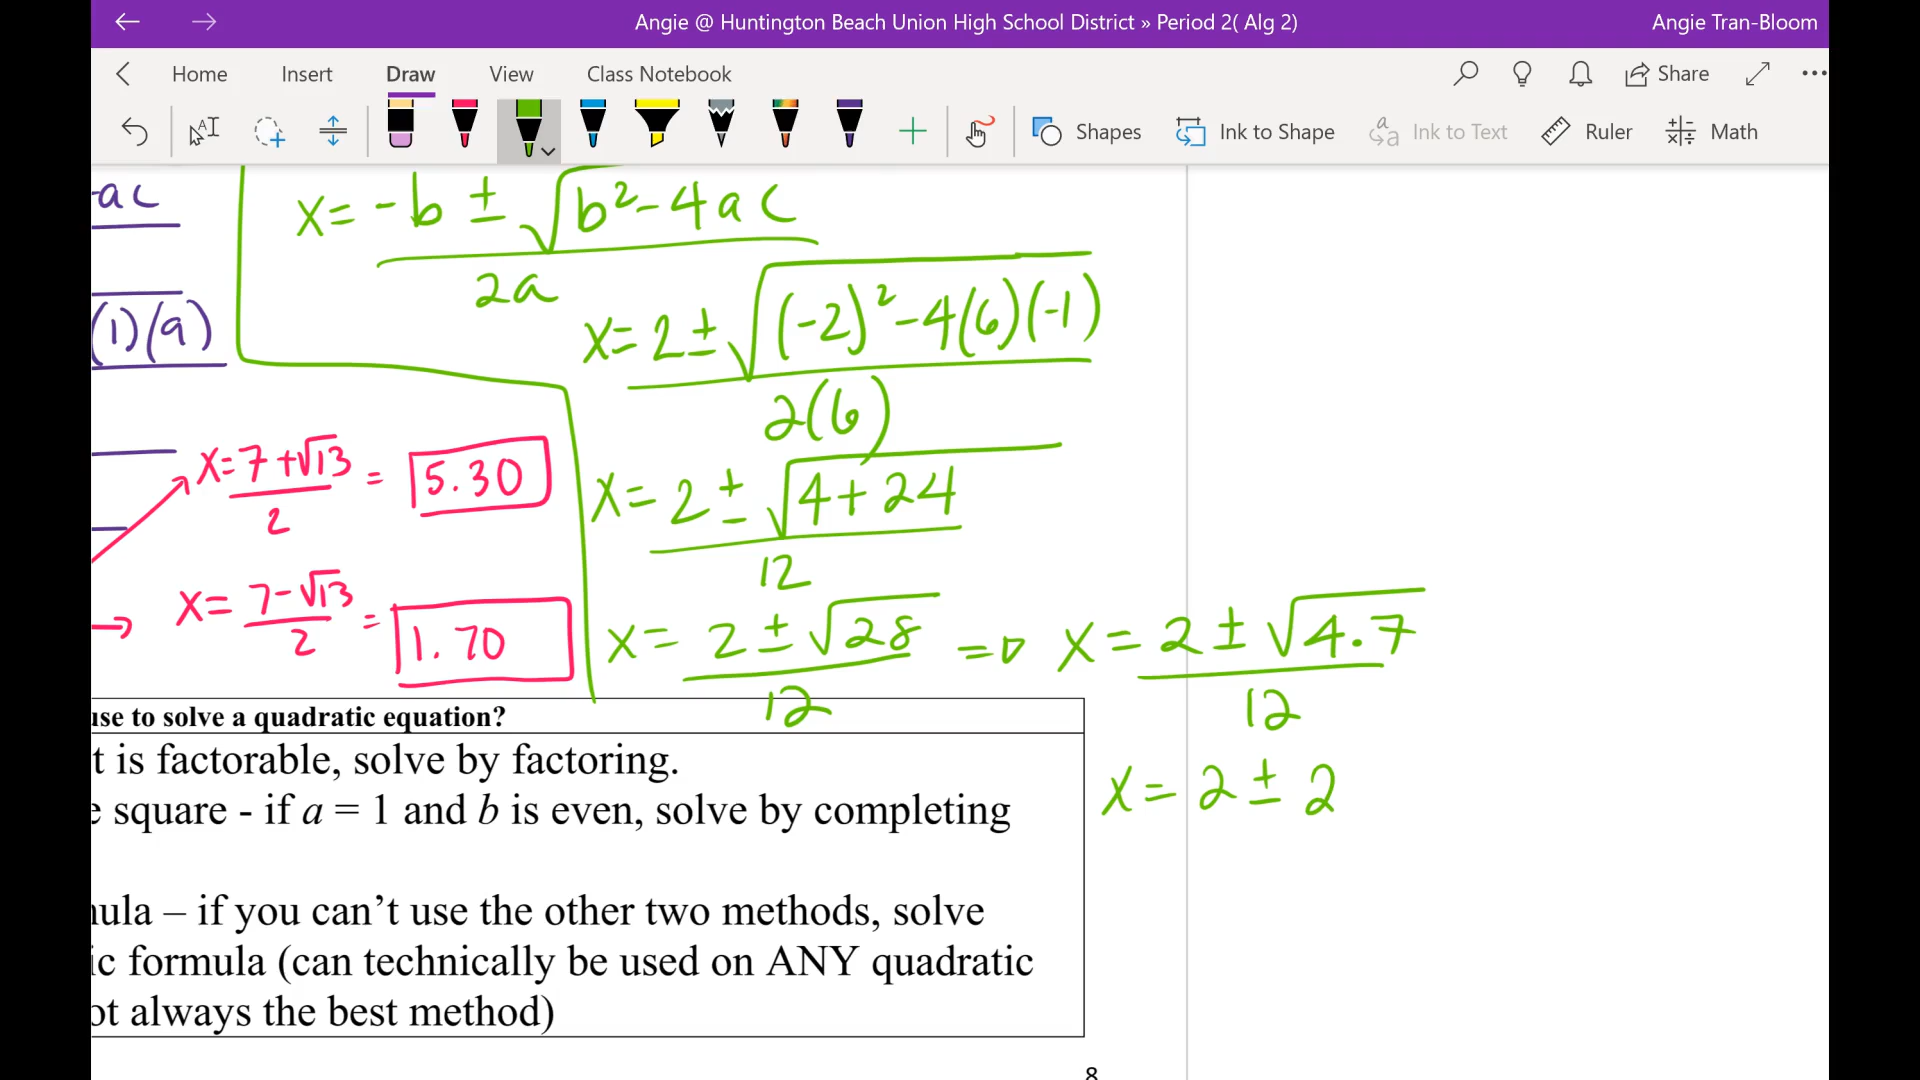 Angie @ Huntington Beach Union High School District » Period 2( Alg 2)
Angie Tran-Bloom
Home Insert Draw View Class Notebook Share
Shapes Ink to Shape Ink to Text Ruler Math
-ac
x = -b ± √(b² - 4ac) / 2a
(1)(9)
x = 2 ± √((-2)² - 4(6)(-1)) / 2(6)
x = 7 + √13 / 2 = 5.30
x = 2 ± √(4 + 24) / 12
x = 7 - √13 / 2 = 1.70
x = 2 ± √28 / 12 => x = 2 ± √4.7 / 12
x = 2 ± 2
use to solve a quadratic equation?
t is factorable, solve by factoring.
e square - if a = 1 and b is even, solve by completing
ula – if you can’t use the other two methods, solve
ic formula (can technically be used on ANY quadratic
ot always the best method)
8